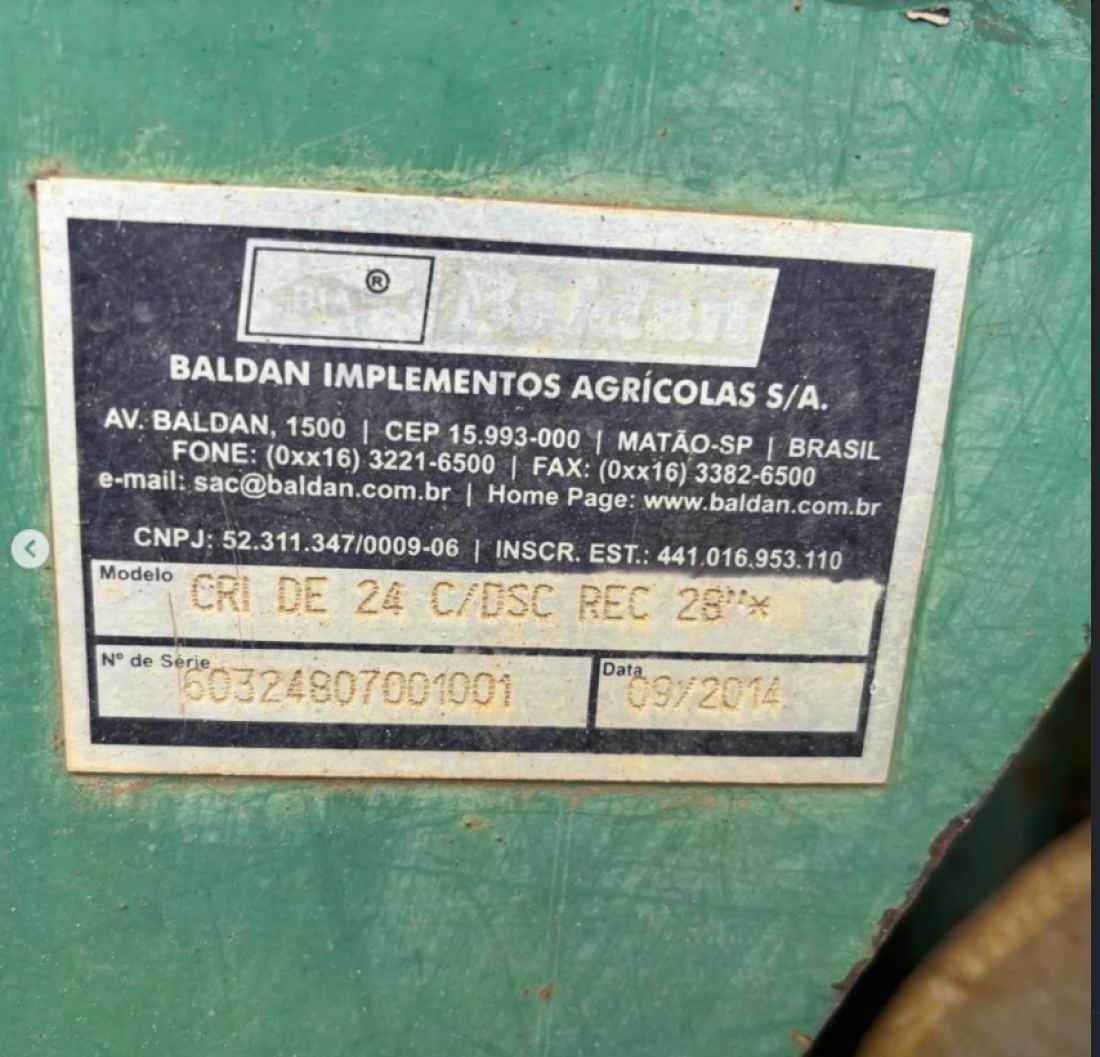 ®
Baldan
BALDAN IMPLEMENTOS AGRÍCOLAS S/A.
AV. BALDAN, 1500 | CEP 15.993-000 | MATÃO-SP | BRASIL
FONE: (0xx16) 3221-6500 | FAX: (0xx16) 3382-6500
e-mail: sac@baldan.com.br | Home Page: www.baldan.com.br
CNPJ: 52.311.347/0009-06 | INSCR. EST.: 441.016.953.110
Modelo CRI DE 24 C/DSC REC 28"*
Nº de Série 60324807001001 Data 09/2014